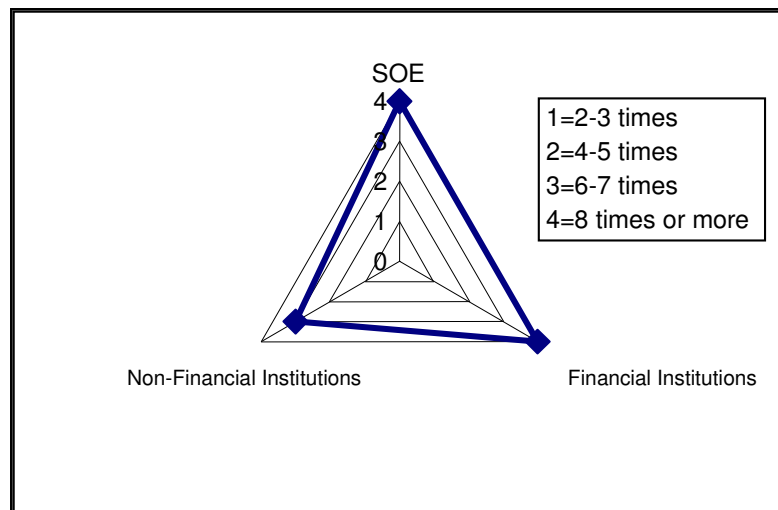 SOE
4
3
2
1
0
1=2-3 times
2=4-5 times
3=6-7 times
4=8 times or more
Non-Financial Institutions
Financial Institutions